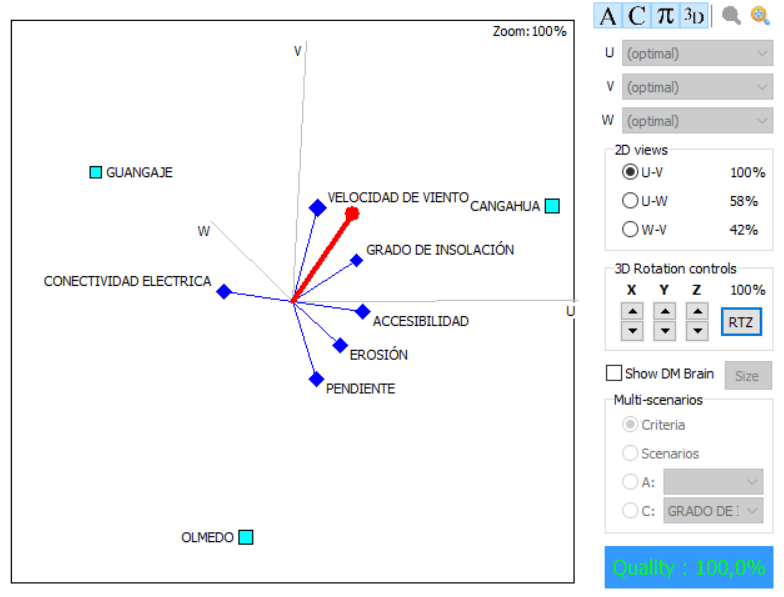 Zoom:100%
V
GUANGAJE
VELOCIDAD DE VIENTO
CANGAHUA
W
GRADO DE INSOLACIÓN
CONECTIVIDAD ELECTRICA
U
ACCESIBILIDAD
EROSIÓN
PENDIENTE
OLMEDO
A C π 3D
U (optimal)
V (optimal)
W (optimal)
2D views
U-V 100%
U-W 58%
W-V 42%
3D Rotation controls
X Y Z 100%
RTZ
Show DM Brain Size
Multi-scenarios
Criteria
Scenarios
A:
C: GRADO DE
Quality : 100,0%